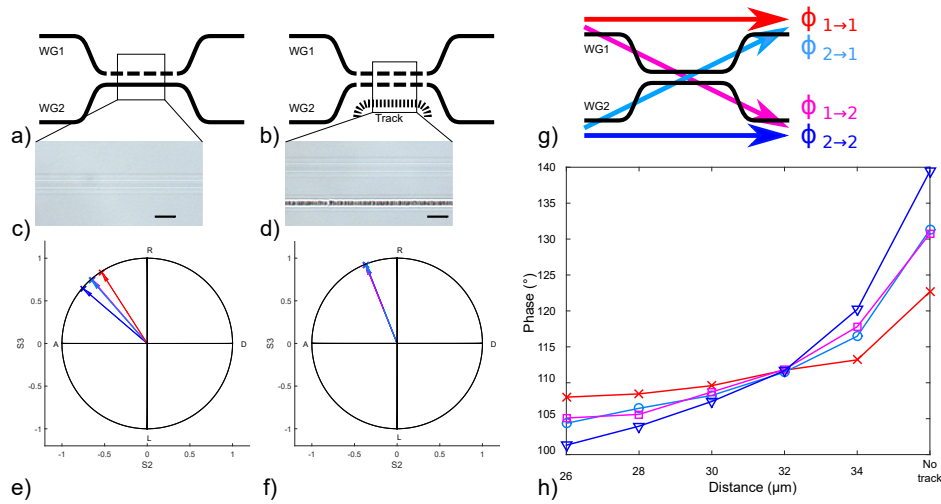 WG1
WG2
a)
WG1
WG2
Track
b)
c)
d)
R
1
0.5
S3
A
0
D
-0.5
-1
L
-1
-0.5
0
0.5
1
S2
e)
R
1
0.5
S3
A
0
D
-0.5
-1
L
-1
-0.5
0
0.5
1
S2
f)
WG1
WG2
ϕ 1→1
ϕ 2→1
ϕ 1→2
ϕ 2→2
g)
140
135
130
125
120
115
110
105
100
Phase (°)
26
28
30
32
34
No
track
Distance (µm)
h)